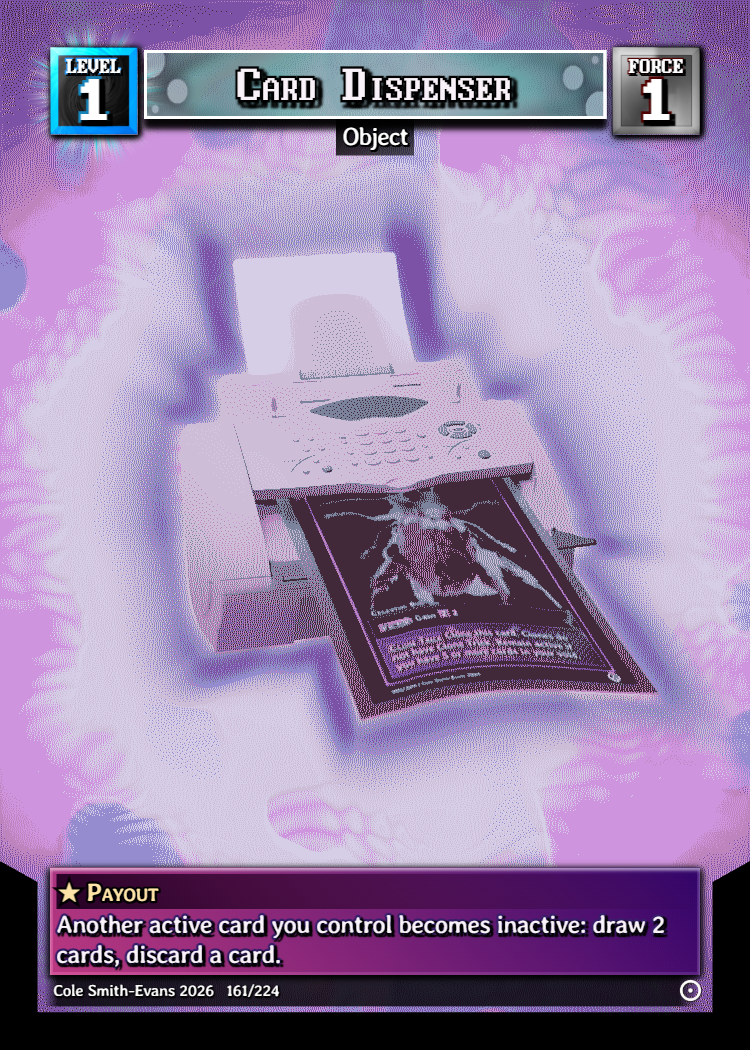 LEVEL
1
Card Dispenser
FORCE
1
Object
★ Payout
Another active card you control becomes inactive: draw 2
cards, discard a card.
Cole Smith-Evans 2026 161/224